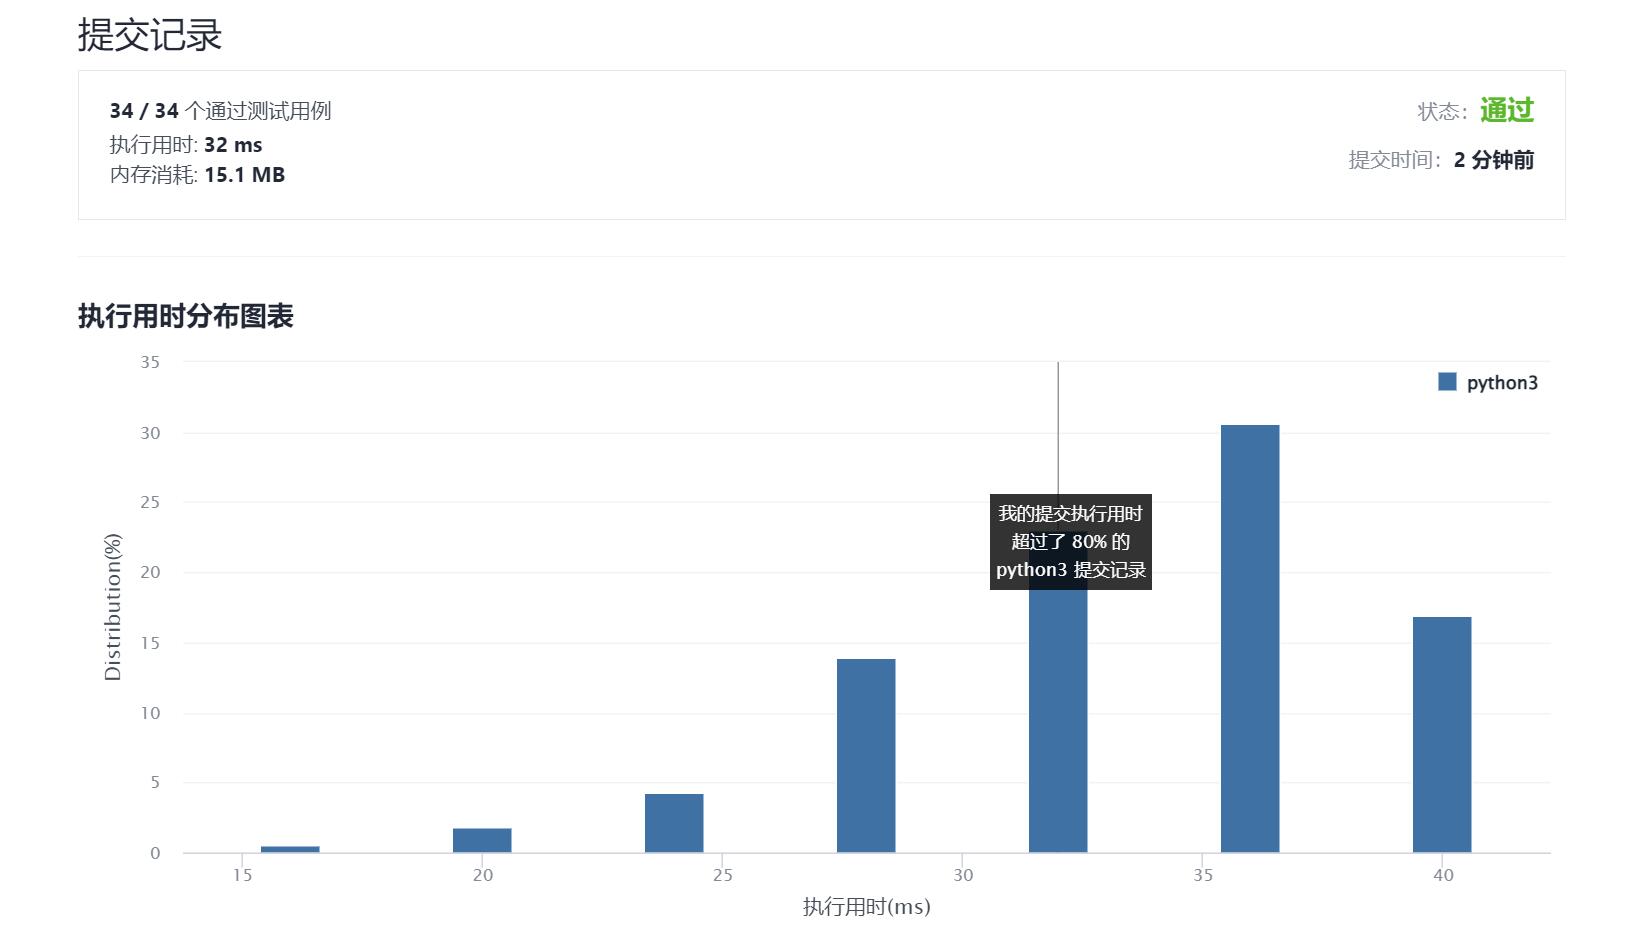 提交记录
34 / 34 个通过测试用例
状态：通过
执行用时: 32 ms
提交时间：2 分钟前
内存消耗: 15.1 MB
执行用时分布图表
35
python3
30
25
我的提交执行用时
超过了 80% 的
python3 提交记录
20
15
10
5
0
Distribution(%)
15
20
25
30
35
40
执行用时(ms)